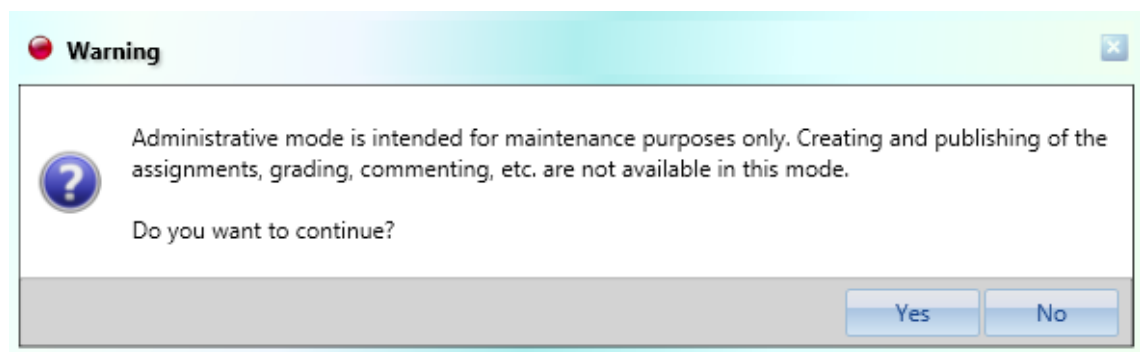 Warning
Administrative mode is intended for maintenance purposes only. Creating and publishing of the
assignments, grading, commenting, etc. are not available in this mode.
Do you want to continue?
Yes No